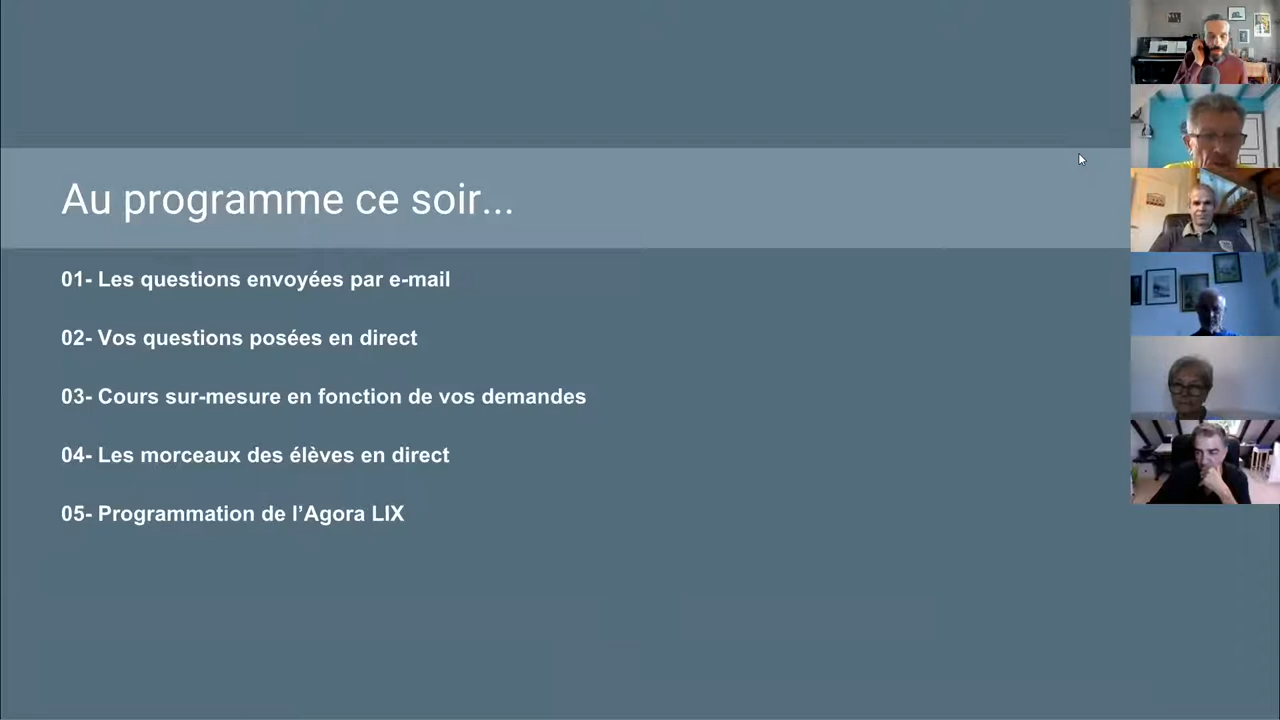 Au programme ce soir...
01- Les questions envoyées par e-mail
02- Vos questions posées en direct
03- Cours sur-mesure en fonction de vos demandes
04- Les morceaux des élèves en direct
05- Programmation de l’Agora LIX